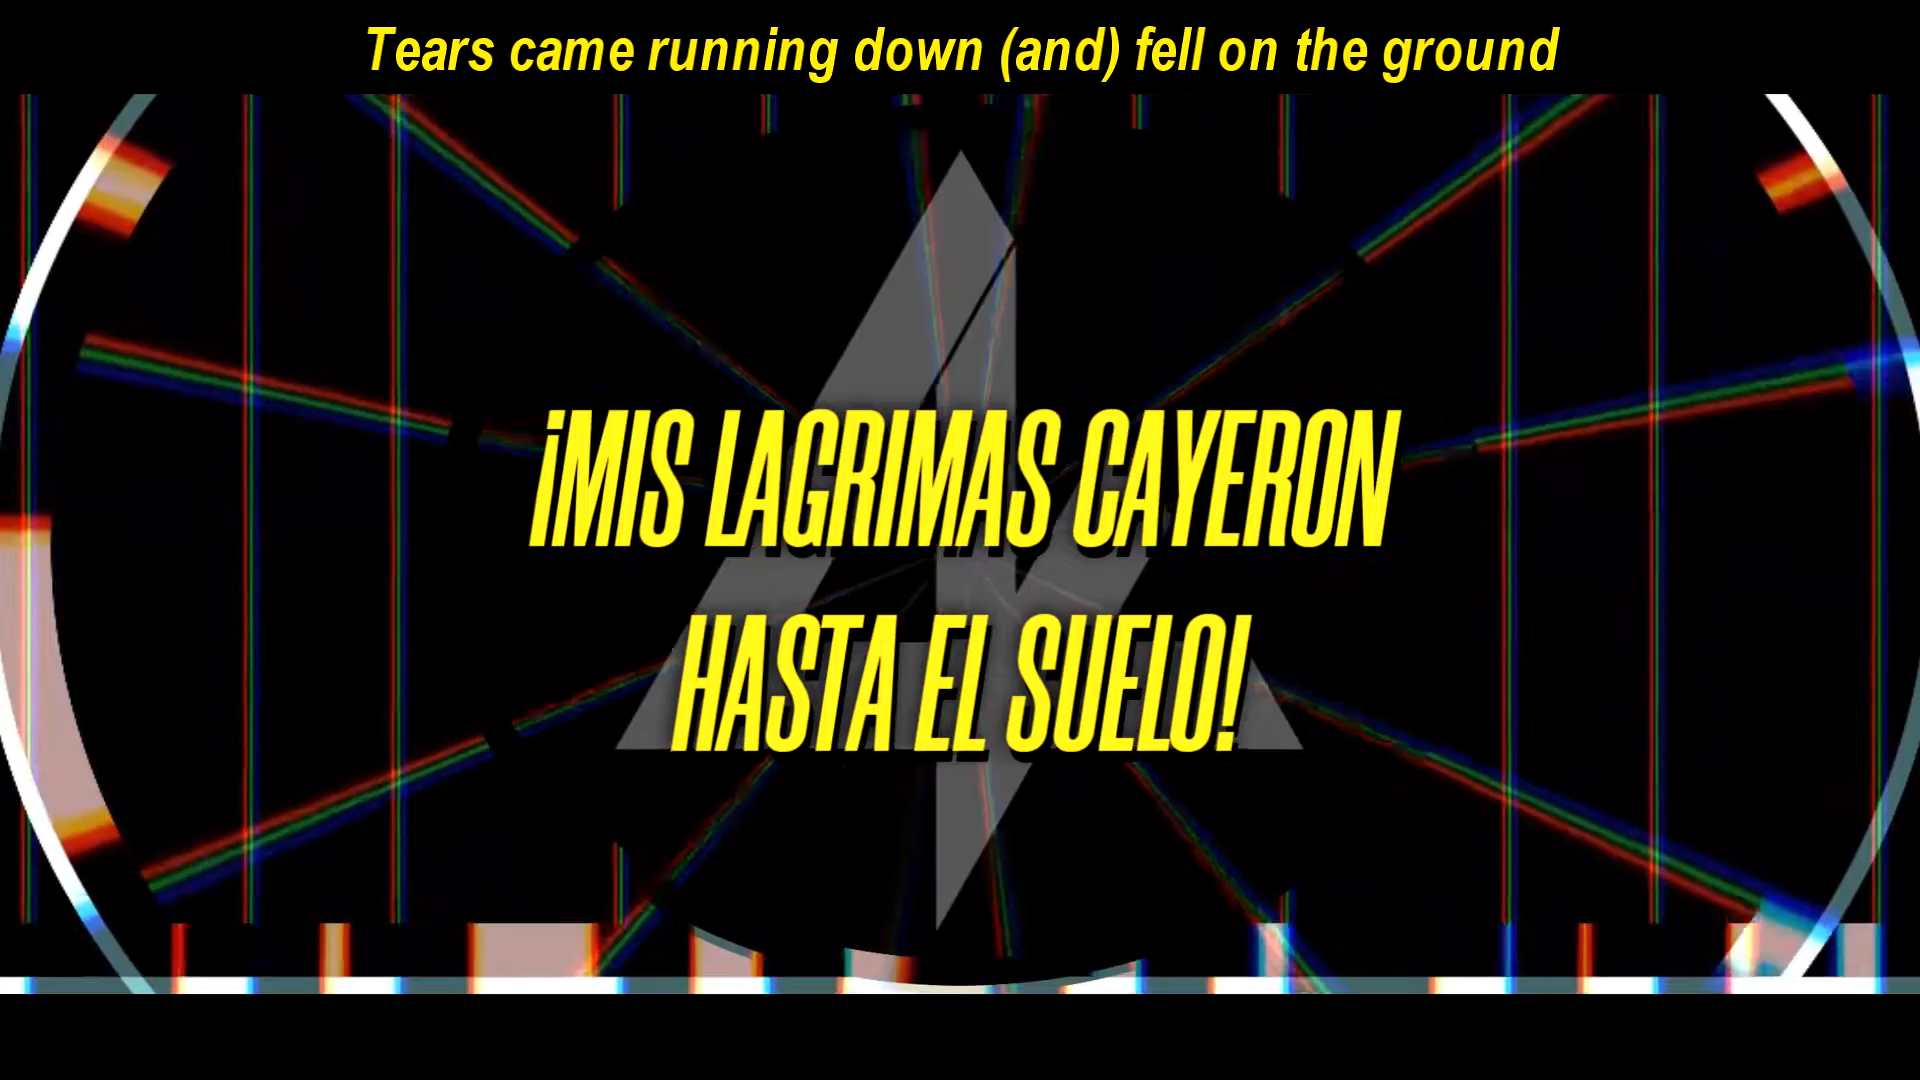 Tears came running down (and) fell on the ground
¡MIS LAGRIMAS CAYERON
HASTA EL SUELO!